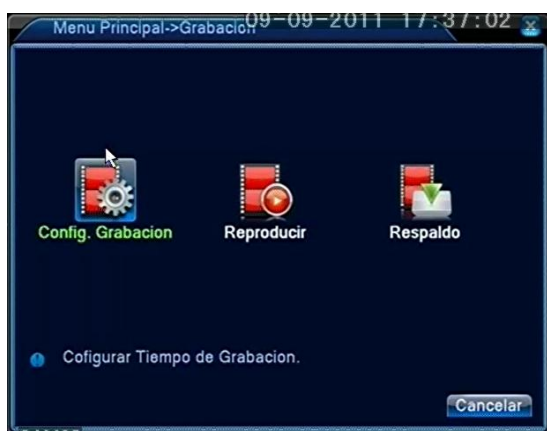 Menu Principal->Grabacion
09-09-2011 17:37:02
Config. Grabacion
Reproducir
Respaldo
Cofigurar Tiempo de Grabacion.
Cancelar